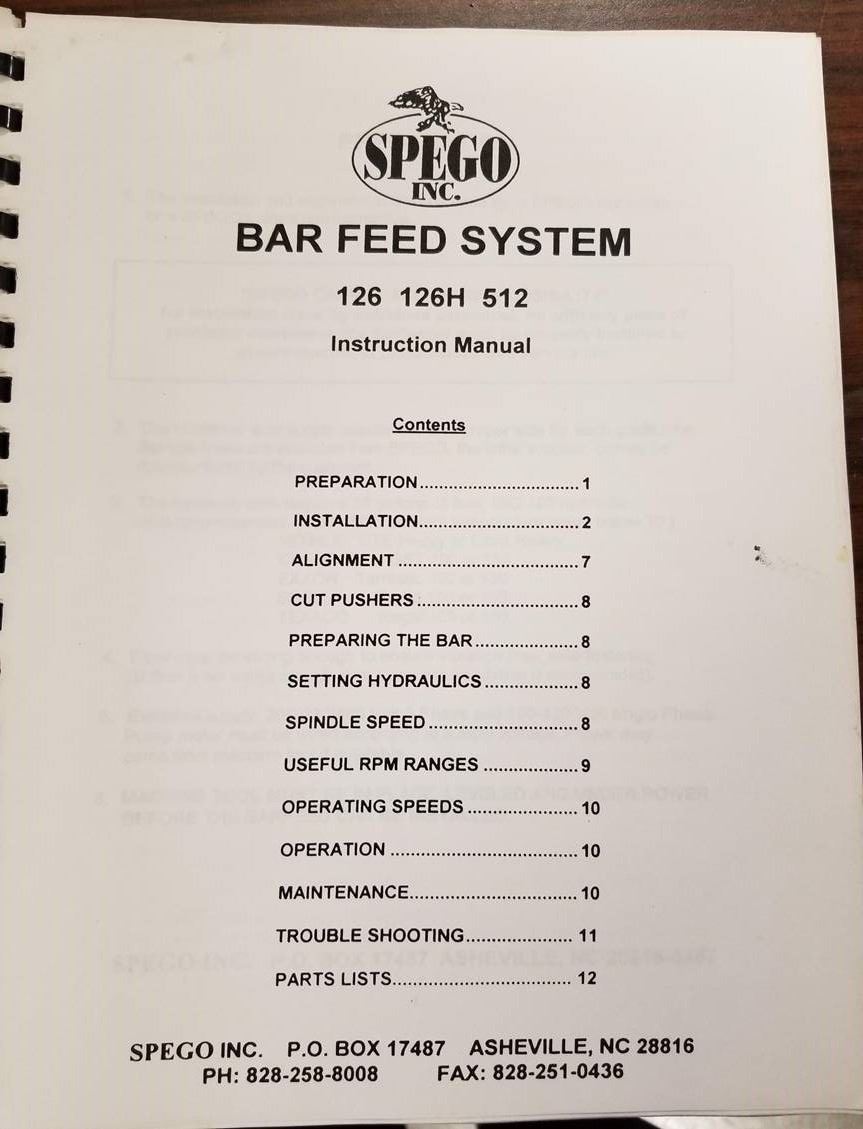 SPEGO
INC.
BAR FEED SYSTEM
126 126H 512
Instruction Manual
Contents
PREPARATION..............................1
INSTALLATION..............................2
ALIGNMENT ..................................7
CUT PUSHERS ...............................8
PREPARING THE BAR ....................8
SETTING HYDRAULICS ..................8
SPINDLE SPEED ............................8
USEFUL RPM RANGES ..................9
OPERATING SPEEDS .....................10
OPERATION ...................................10
MAINTENANCE................................10
TROUBLE SHOOTING.................... 11
PARTS LISTS.................................. 12
SPEGO INC. P.O. BOX 17487 ASHEVILLE, NC 28816
PH: 828-258-8008 FAX: 828-251-0436